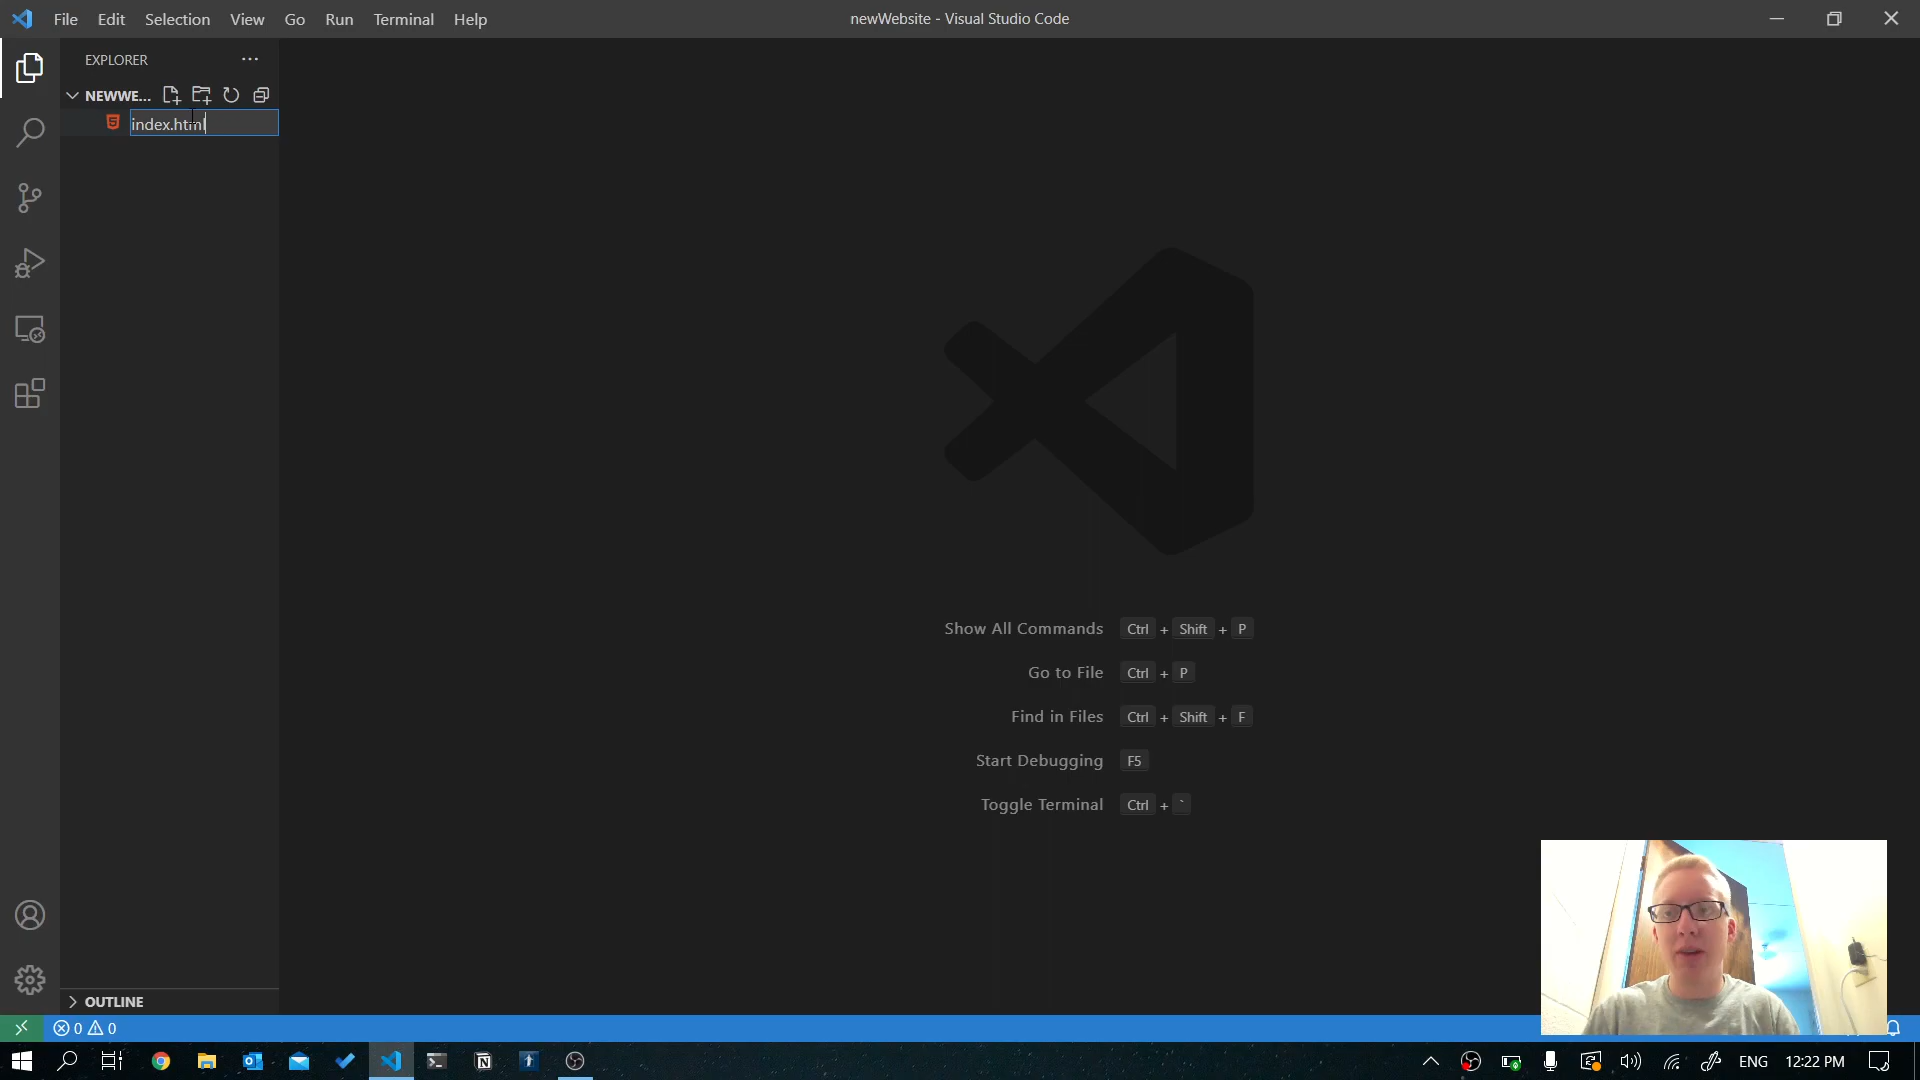 File Edit Selection View Go Run Terminal Help
newWebsite - Visual Studio Code
EXPLORER
NEWWE...
index.html
Show All Commands Ctrl + Shift + P
Go to File Ctrl + P
Find in Files Ctrl + Shift + F
Start Debugging F5
Toggle Terminal Ctrl + `
OUTLINE
0 0
ENG 12:22 PM